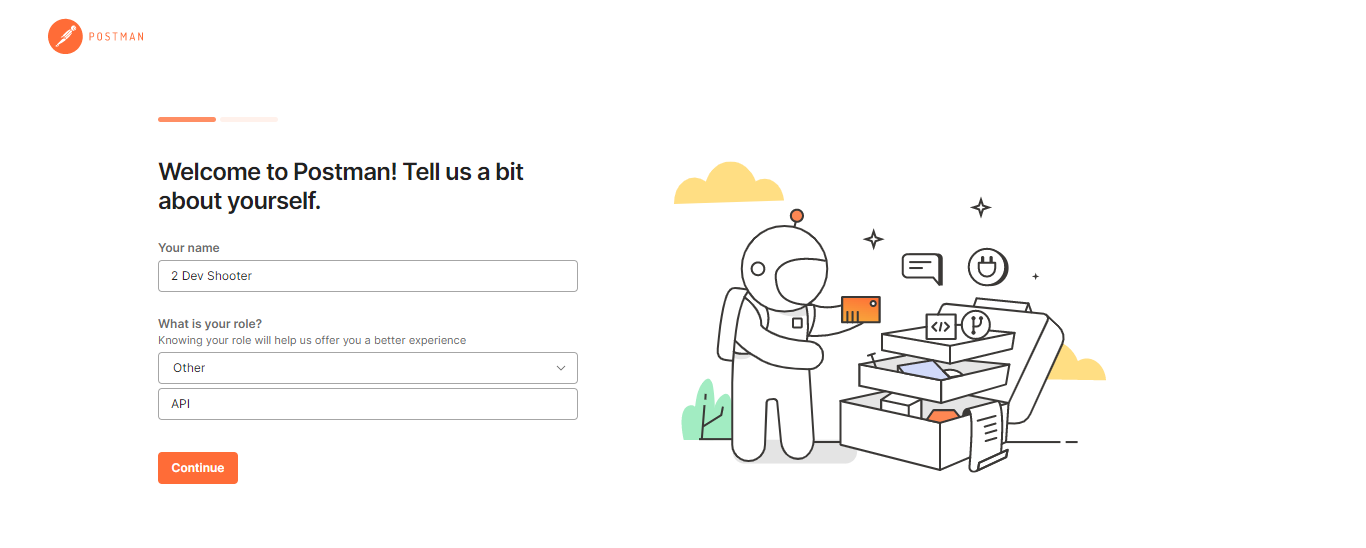 POSTMAN
Welcome to Postman! Tell us a bit
about yourself.
Your name
2 Dev Shooter
What is your role?
Knowing your role will help us offer you a better experience
Other
API
Continue
</>